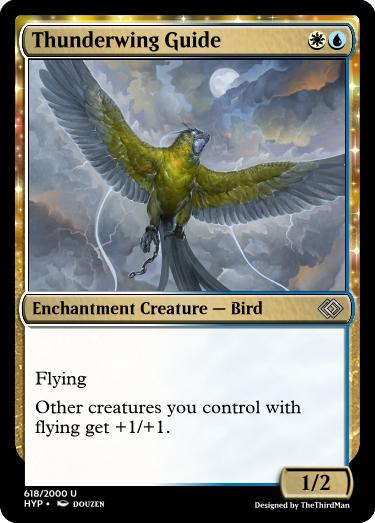 Thunderwing Guide
Enchantment Creature — Bird
Flying
Other creatures you control with
flying get +1/+1.
1/2
618/2000 U
HYP • DOUZEN
Designed by TheThirdMan